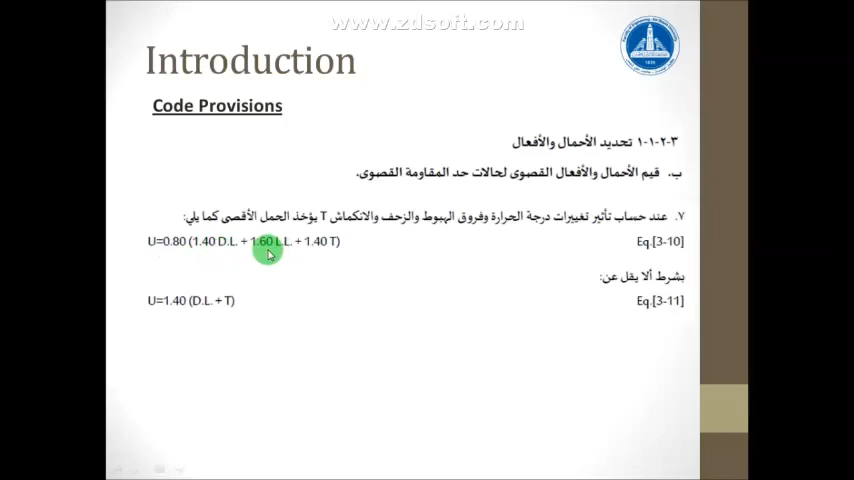 www.zdsoft.com
Introduction
Code Provisions
٣-٢-١-١ تحديد الأحمال والأفعال
ب. قيم الأحمال والأفعال القصوى لحالات حد المقاومة القصوى.
٧. عند حساب تأثير تغييرات درجة الحرارة وفروق الهبوط والزحف والانكماش T يؤخذ الحمل الأقصى كما يلي:
U=0.80 (1.40 D.L. + 1.60 L.L. + 1.40 T) Eq.[3-10]
بشرط ألا يقل عن:
U=1.40 (D.L. + T) Eq.[3-11]